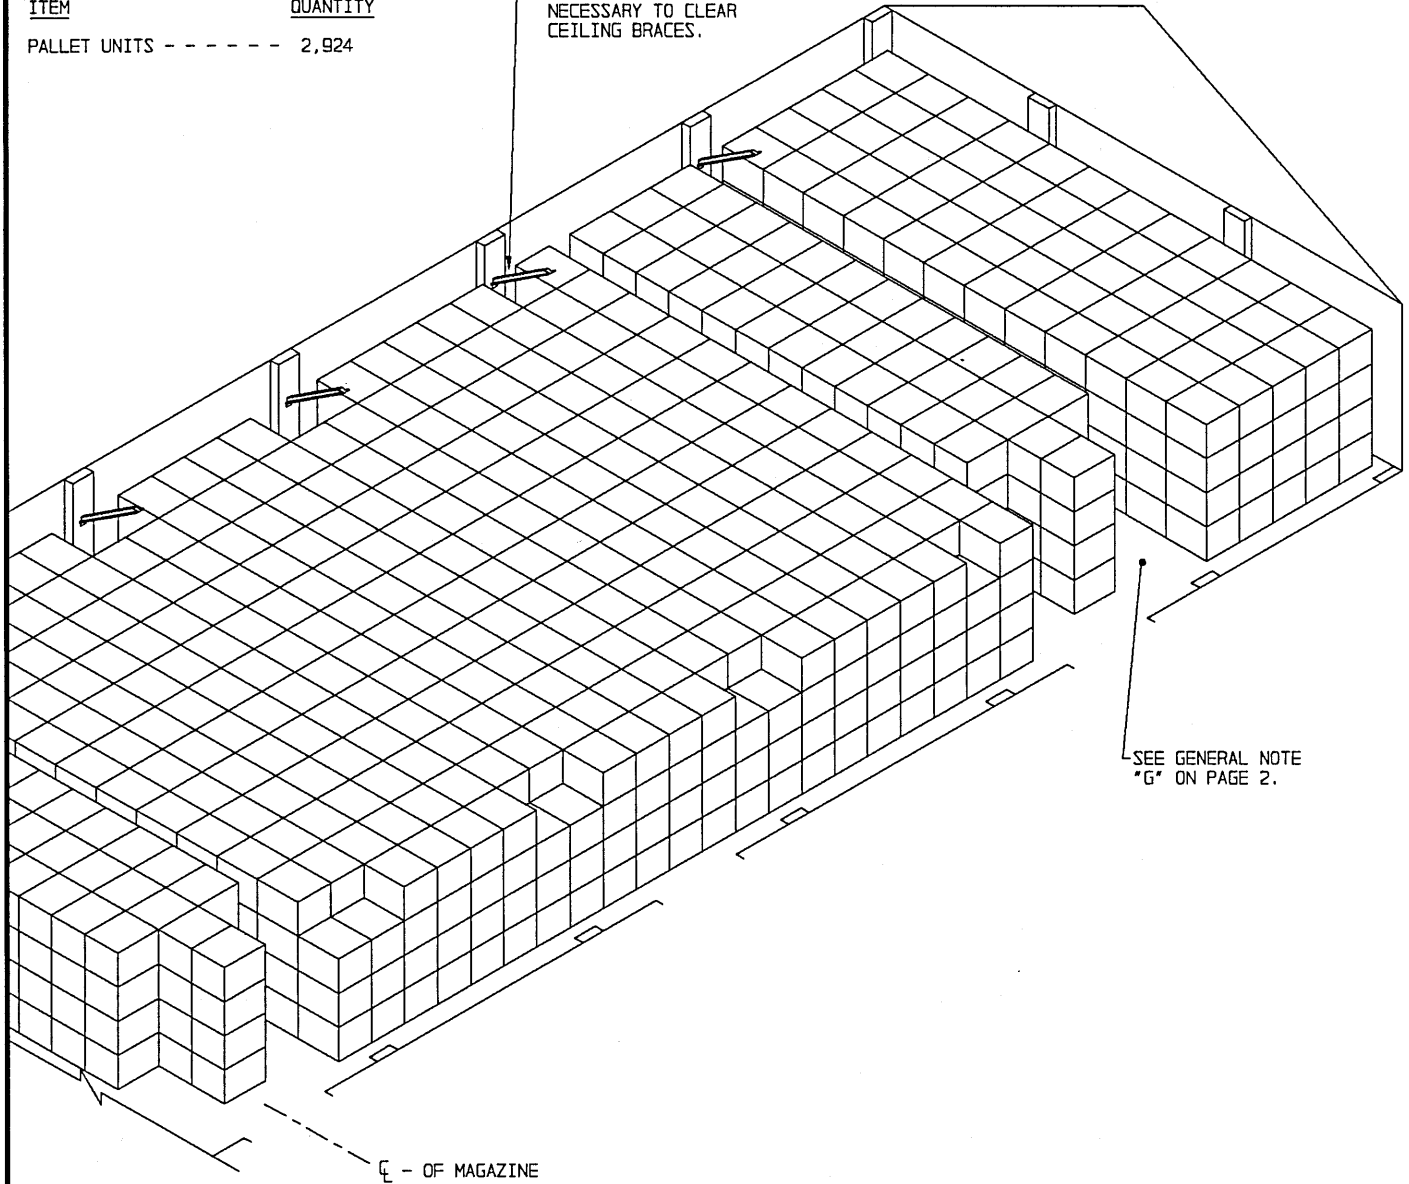 ITEM QUANTITY
PALLET UNITS - - - - - - 2,924
NECESSARY TO CLEAR
CEILING BRACES.
SEE GENERAL NOTE
"G" ON PAGE 2.
℄ - OF MAGAZINE